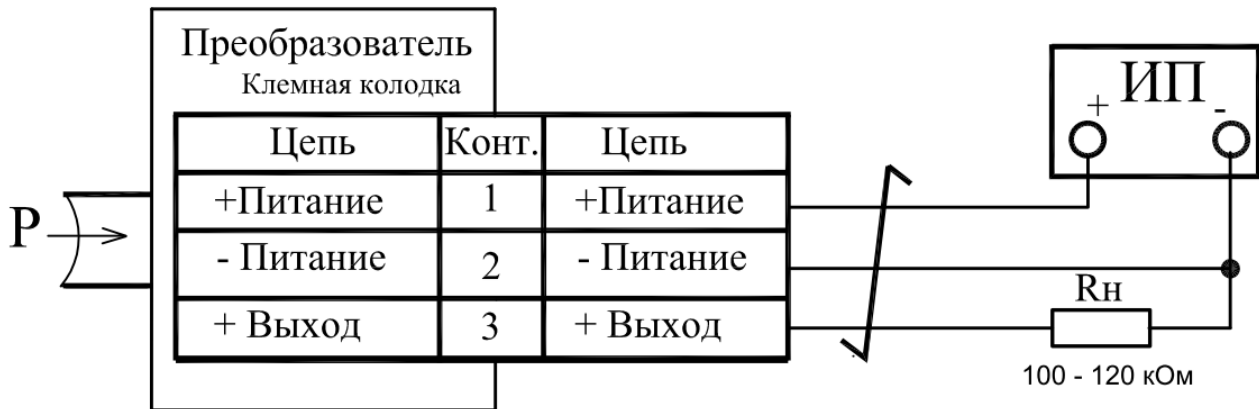 Преобразователь
Клемная колодка
ИП
+ -
Цепь Конт. Цепь
+Питание 1 +Питание
P
- Питание 2 - Питание
Rн
+ Выход 3 + Выход
100 - 120 кОм